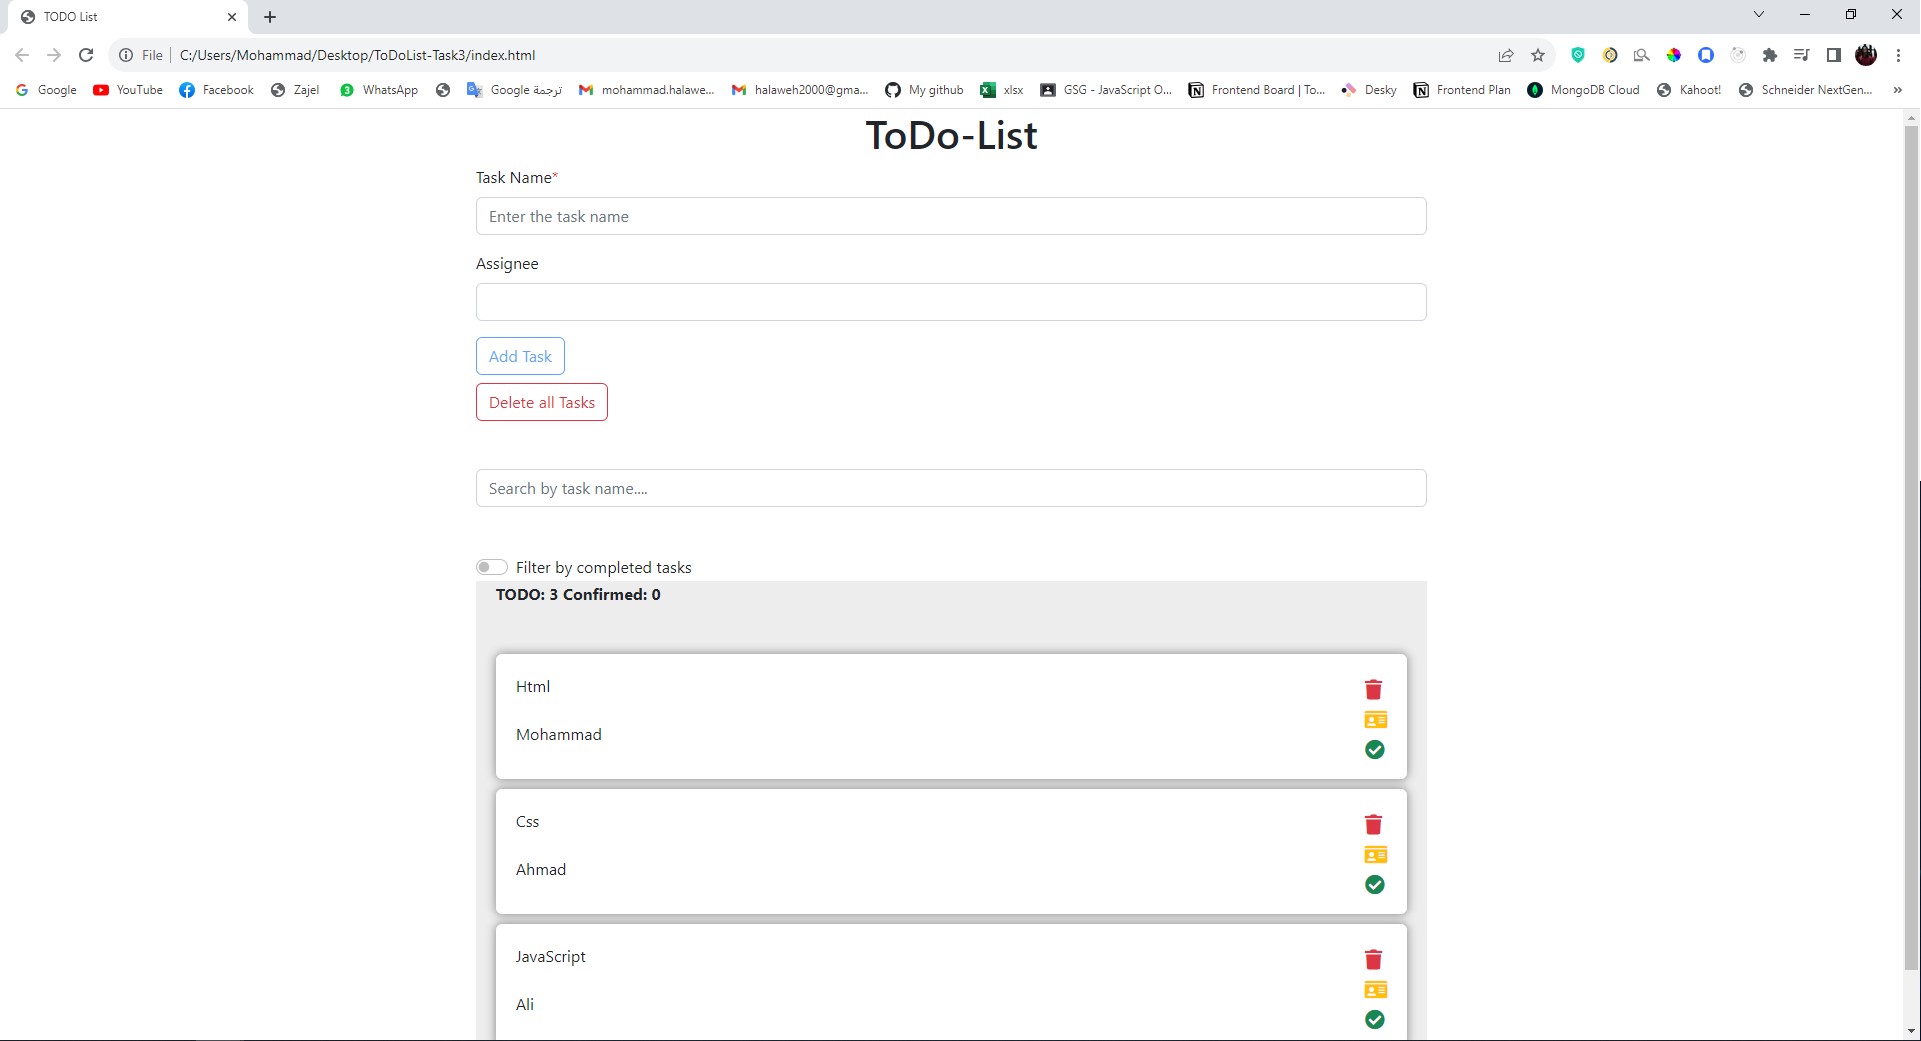 TODO List
File C:/Users/Mohammad/Desktop/ToDoList-Task3/index.html
Google YouTube Facebook Zajel WhatsApp Google ترجمة mohammad.halawe... halaweh2000@gma... My github xlsx GSG - JavaScript O... Frontend Board | To... Desky Frontend Plan MongoDB Cloud Kahoot! Schneider NextGen... »
ToDo-List
Task Name*
Enter the task name
Assignee
Add Task
Delete all Tasks
Search by task name....
Filter by completed tasks
TODO: 3 Confirmed: 0
Html
Mohammad
Css
Ahmad
JavaScript
Ali